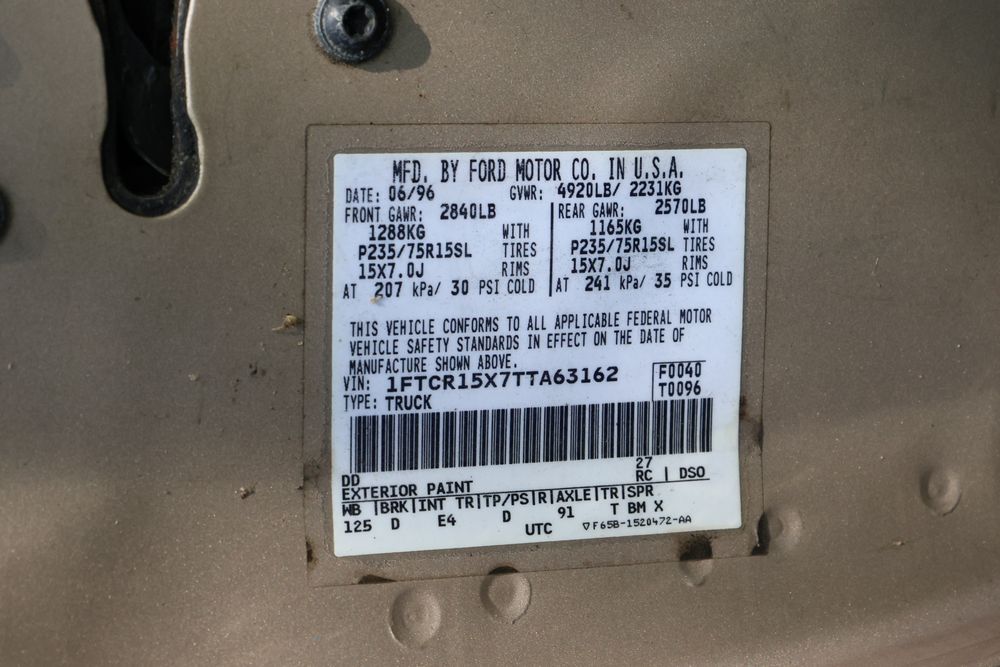 MFD. BY FORD MOTOR CO. IN U.S.A.
DATE: 06/96 GVWR: 4920LB/ 2231KG
FRONT GAWR: 2840LB
1288KG WITH
P235/75R15SL TIRES
15X7.0J RIMS
AT 207 kPa/ 30 PSI COLD
REAR GAWR: 2570LB
1165KG WITH
P235/75R15SL TIRES
15X7.0J RIMS
AT 241 kPa/ 35 PSI COLD
THIS VEHICLE CONFORMS TO ALL APPLICABLE FEDERAL MOTOR
VEHICLE SAFETY STANDARDS IN EFFECT ON THE DATE OF
MANUFACTURE SHOWN ABOVE.
VIN: 1FTCR15X7TTA63162
TYPE: TRUCK
F0040
T0096
DD
EXTERIOR PAINT
27
RC | DSO
WB |BRK|INT TR|TP/PS|R|AXLE|TR|SPR
125 D E4 D 91 T BM X
UTC ▽F65B-1520472-AA